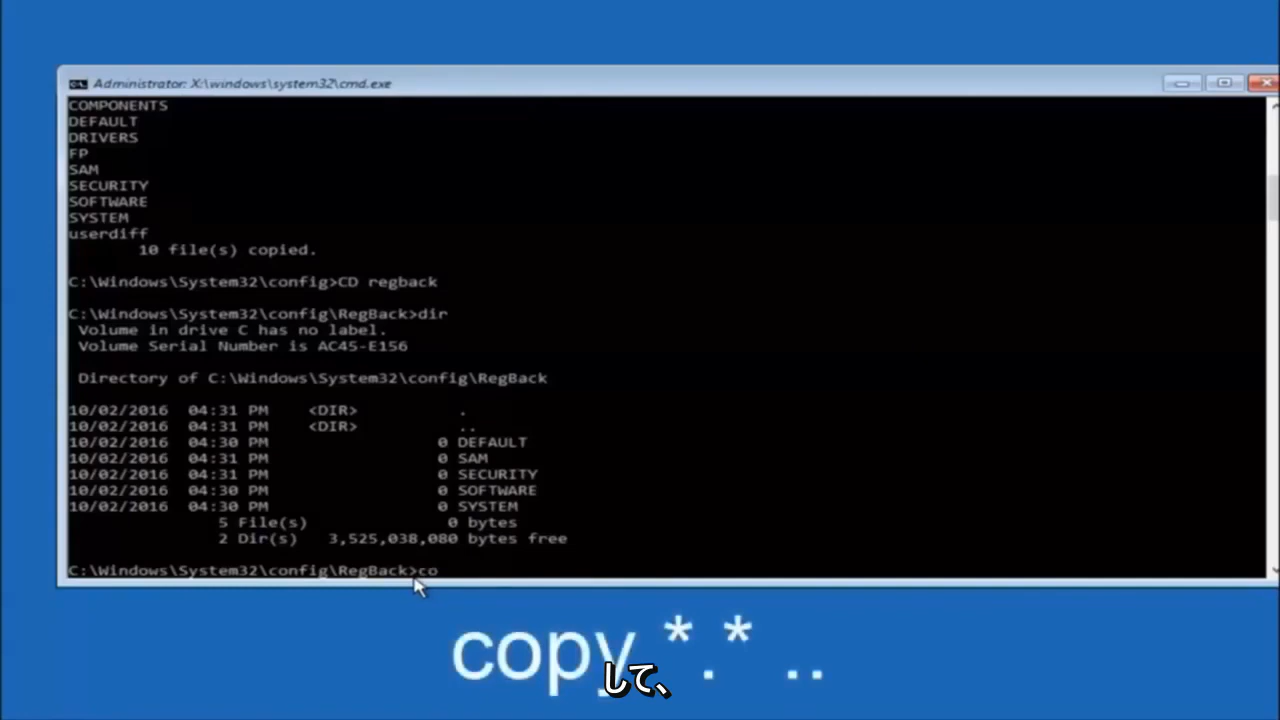 Administrator: X:\windows\system32\cmd.exe
COMPONENTS
DEFAULT
DRIVERS
FP
SAM
SECURITY
SOFTWARE
SYSTEM
userdiff
10 file(s) copied.
C:\Windows\System32\config>CD regback
C:\Windows\System32\config\RegBack>dir
Volume in drive C has no label.
Volume Serial Number is AC45-E156
Directory of C:\Windows\System32\config\RegBack
10/02/2016 04:31 PM <DIR> .
10/02/2016 04:31 PM <DIR> ..
10/02/2016 04:30 PM 0 DEFAULT
10/02/2016 04:31 PM 0 SAM
10/02/2016 04:31 PM 0 SECURITY
10/02/2016 04:30 PM 0 SOFTWARE
10/02/2016 04:30 PM 0 SYSTEM
5 File(s) 0 bytes
2 Dir(s) 3,525,038,080 bytes free
C:\Windows\System32\config\RegBack>co
copy *.* ..
して、